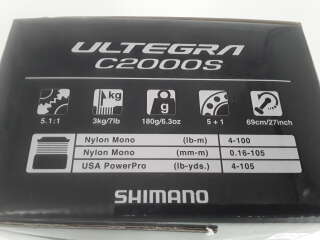 ULTEGRA
C2000S
kg
g
5.1:1 3kg/7lb 180g/6.3oz 5+1 69cm/27inch
Nylon Mono (lb-m) 4-100
Nylon Mono (mm-m) 0.16-105
USA PowerPro (lb-yds.) 4-105
SHIMANO